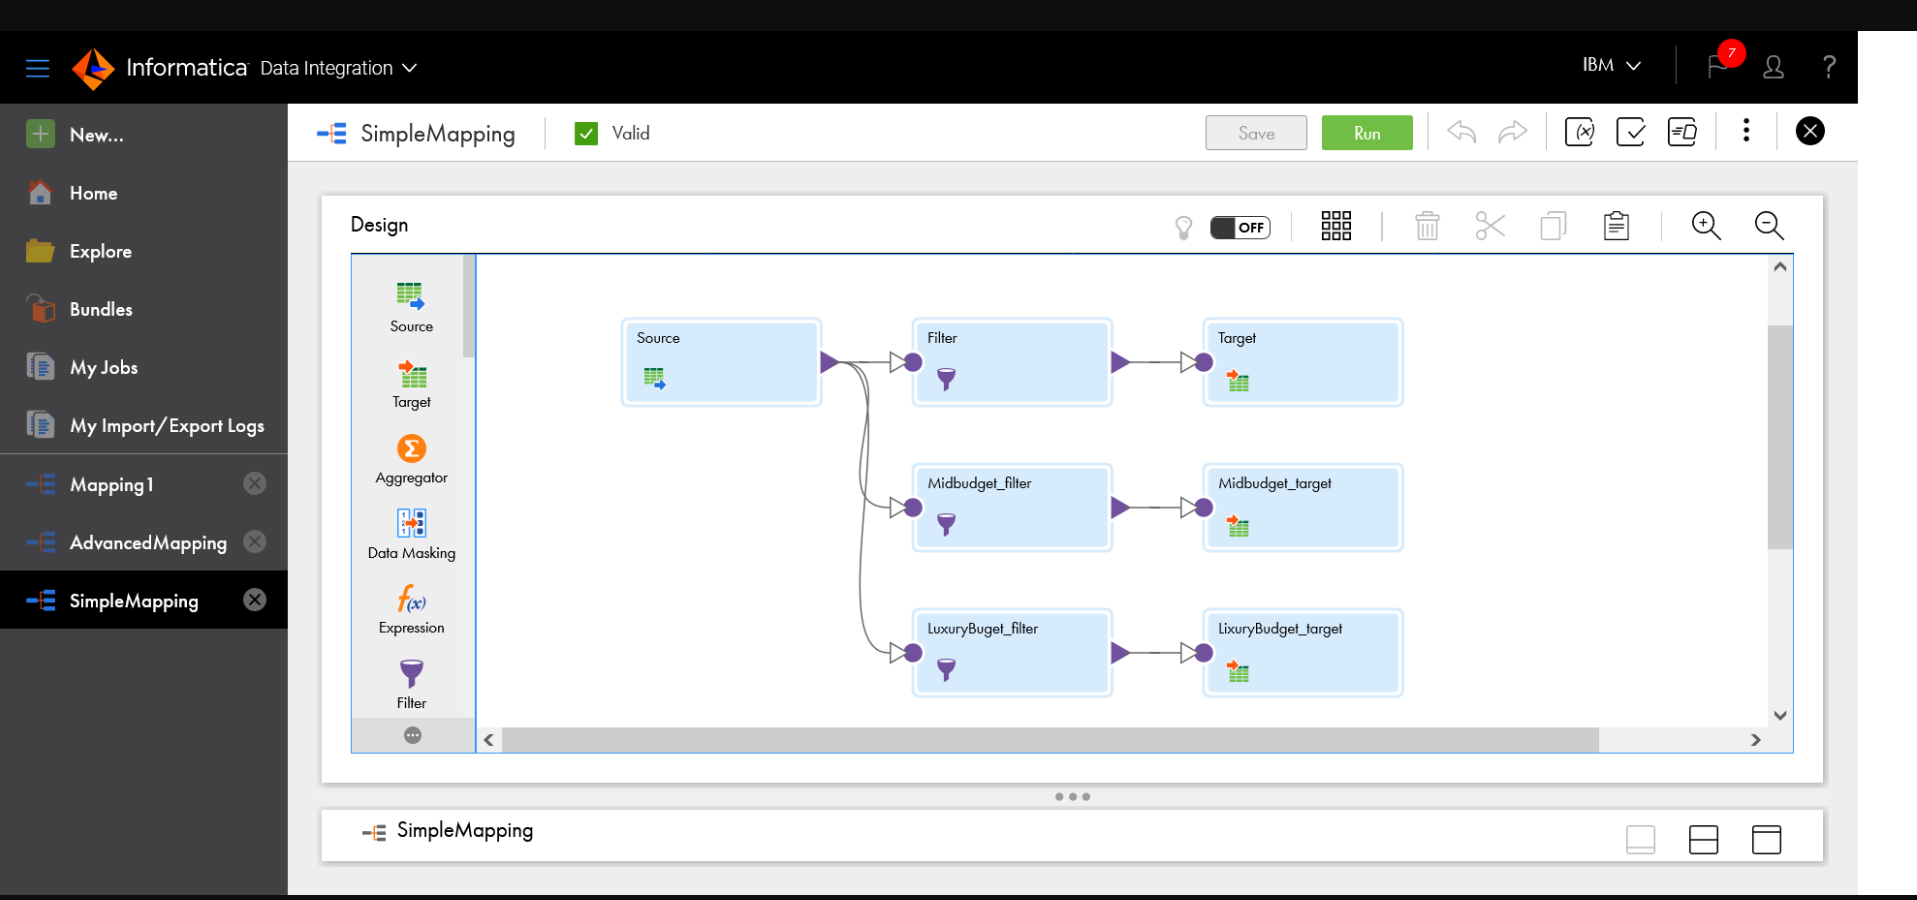 Informatica Data Integration
IBM
7
?
New...
Home
Explore
Bundles
My Jobs
My Import/Export Logs
Mapping1
AdvancedMapping
SimpleMapping
SimpleMapping
Valid
Save
Run
Design
OFF
Source
Target
Aggregator
Data Masking
Expression
Filter
Source
Filter
Target
Midbudget_filter
Midbudget_target
LuxuryBuget_filter
LixuryBudget_target
SimpleMapping